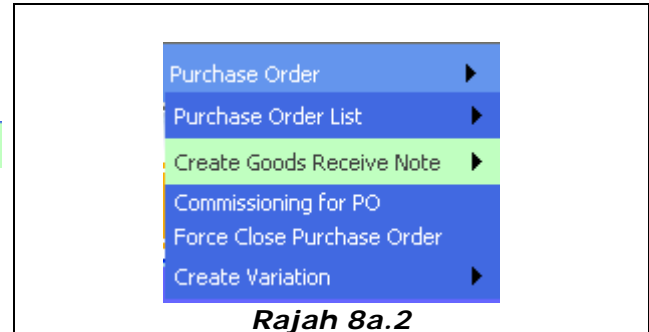 Purchase Order
Purchase Order List
Create Goods Receive Note
Commissioning for PO
Force Close Purchase Order
Create Variation
Rajah 8a.2